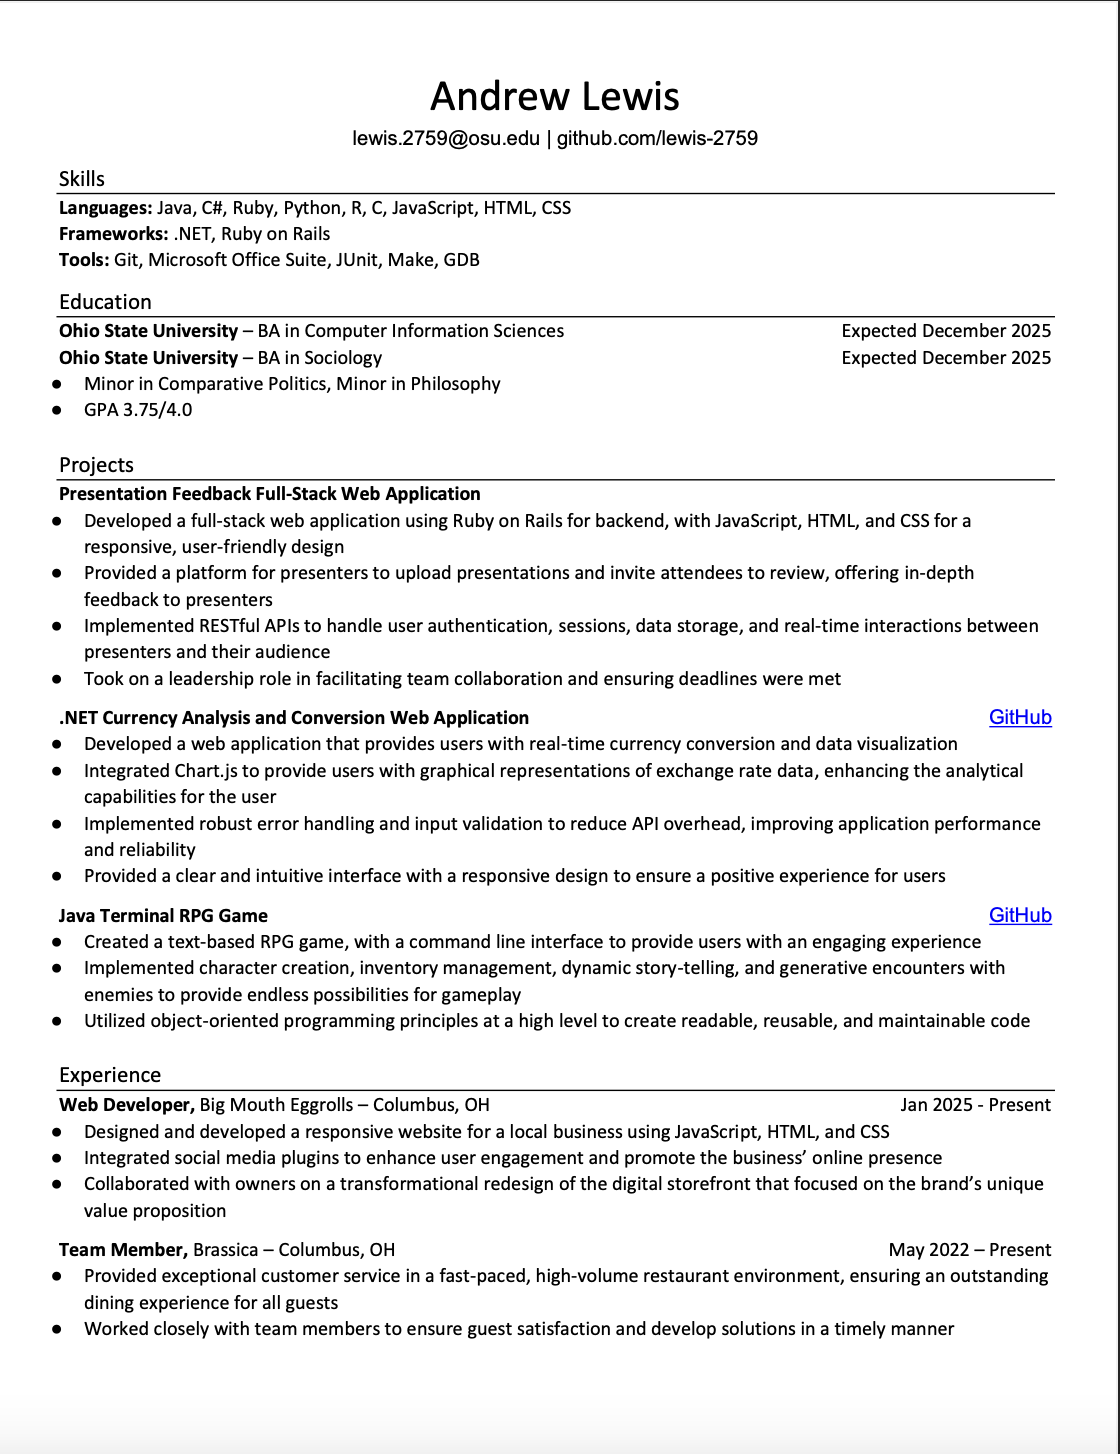 Andrew Lewis
lewis.2759@osu.edu | github.com/lewis-2759
Skills
Languages: Java, C#, Ruby, Python, R, C, JavaScript, HTML, CSS
Frameworks: .NET, Ruby on Rails
Tools: Git, Microsoft Office Suite, JUnit, Make, GDB
Education
Ohio State University – BA in Computer Information Sciences Expected December 2025
Ohio State University – BA in Sociology Expected December 2025
● Minor in Comparative Politics, Minor in Philosophy
● GPA 3.75/4.0
Projects
Presentation Feedback Full-Stack Web Application
● Developed a full-stack web application using Ruby on Rails for backend, with JavaScript, HTML, and CSS for a
responsive, user-friendly design
● Provided a platform for presenters to upload presentations and invite attendees to review, offering in-depth
feedback to presenters
● Implemented RESTful APIs to handle user authentication, sessions, data storage, and real-time interactions between
presenters and their audience
● Took on a leadership role in facilitating team collaboration and ensuring deadlines were met
.NET Currency Analysis and Conversion Web Application GitHub
● Developed a web application that provides users with real-time currency conversion and data visualization
● Integrated Chart.js to provide users with graphical representations of exchange rate data, enhancing the analytical
capabilities for the user
● Implemented robust error handling and input validation to reduce API overhead, improving application performance
and reliability
● Provided a clear and intuitive interface with a responsive design to ensure a positive experience for users
Java Terminal RPG Game GitHub
● Created a text-based RPG game, with a command line interface to provide users with an engaging experience
● Implemented character creation, inventory management, dynamic story-telling, and generative encounters with
enemies to provide endless possibilities for gameplay
● Utilized object-oriented programming principles at a high level to create readable, reusable, and maintainable code
Experience
Web Developer, Big Mouth Eggrolls – Columbus, OH Jan 2025 - Present
● Designed and developed a responsive website for a local business using JavaScript, HTML, and CSS
● Integrated social media plugins to enhance user engagement and promote the business’ online presence
● Collaborated with owners on a transformational redesign of the digital storefront that focused on the brand’s unique
value proposition
Team Member, Brassica – Columbus, OH May 2022 – Present
● Provided exceptional customer service in a fast-paced, high-volume restaurant environment, ensuring an outstanding
dining experience for all guests
● Worked closely with team members to ensure guest satisfaction and develop solutions in a timely manner